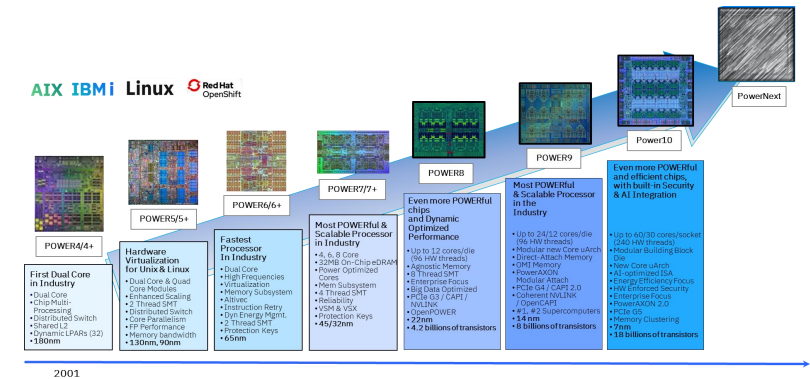 AIX IBM i Linux Red Hat
OpenShift
PowerNext
Power10
POWER9
POWER8
POWER7/7+
POWER6/6+
POWER5/5+
POWER4/4+
First Dual Core
in Industry
• Dual Core
• Chip Multi-
Processing
• Distributed Switch
• Shared L2
• Dynamic LPARs (32)
• 180nm
Hardware
Virtualization
for Unix & Linux
• Dual Core & Quad
Core Modules
• Enhanced Scaling
• 2 Thread SMT
• Distributed Switch
• Core Parallelism
• FP Performance
• Memory bandwidth
• 130nm, 90nm
Fastest
Processor
In Industry
• Dual Core
• High Frequencies
• Virtualization
• Memory Subsystem
• Altivec
• Instruction Retry
• Dyn Energy Mgmt.
• 2 Thread SMT
• Protection Keys
• 65nm
Most POWERful &
Scalable Processor
in Industry
• 4, 6, 8 Core
• 32MB On-Chip eDRAM
• Power Optimized
Cores
• Mem Subsystem
• 4 Thread SMT
• Reliability
• VSM & VSX
• Protection Keys
• 45/32nm
Even more POWERful
chips
and Dynamic
Optimized
Performance
• Up to 12 cores/die
(96 HW threads)
• Agnostic Memory
• 8 Thread SMT
• Enterprise Focus
• Big Data Optimized
• PCIe G3 / CAPI /
NVLINK
• OpenPOWER
• 22nm
• 4.2 billions of transistors
Most POWERful
& Scalable Processor
in the
Industry
• Up to 24/12 cores/die
(96 HW threads)
• Modular new Core uArch
• Direct-Attach Memory
• OMI Memory
• PowerAXON
Modular Attach
• PCIe G4 / CAPI 2.0
• Coherent NVLINK
/ OpenCAPI
• #1, #2 Supercomputers
• 14 nm
• 8 billions of transistors
Even more POWERful
and efficient chips,
with built-in Security
& AI Integration
• Up to 60/30 cores/socket
(240 HW threads)
• Modular Building Block
Die
• New Core uArch
• AI-optimized ISA
• Energy Efficiency Focus
• HW Enforced Security
• Enterprise Focus
• PowerAXON 2.0
• PCIe G5
• Memory Clustering
• 7nm
• 18 billions of transistors
2001